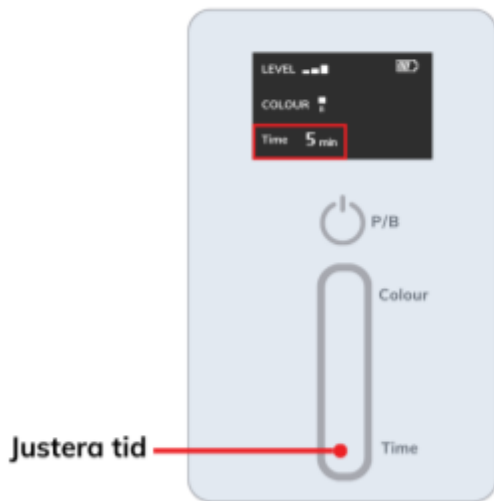 LEVEL
COLOUR
Time 5 min
P/B
Colour
Justera tid
Time